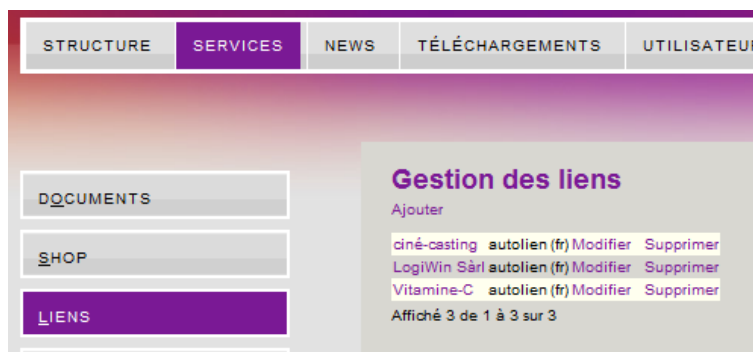 STRUCTURE SERVICES NEWS TÉLÉCHARGEMENTS UTILISATEU
DOCUMENTS
SHOP
LIENS
Gestion des liens
Ajouter
ciné-casting autolien (fr) Modifier Supprimer
LogiWin Sàrl autolien (fr) Modifier Supprimer
Vitamine-C autolien (fr) Modifier Supprimer
Affiché 3 de 1 à 3 sur 3